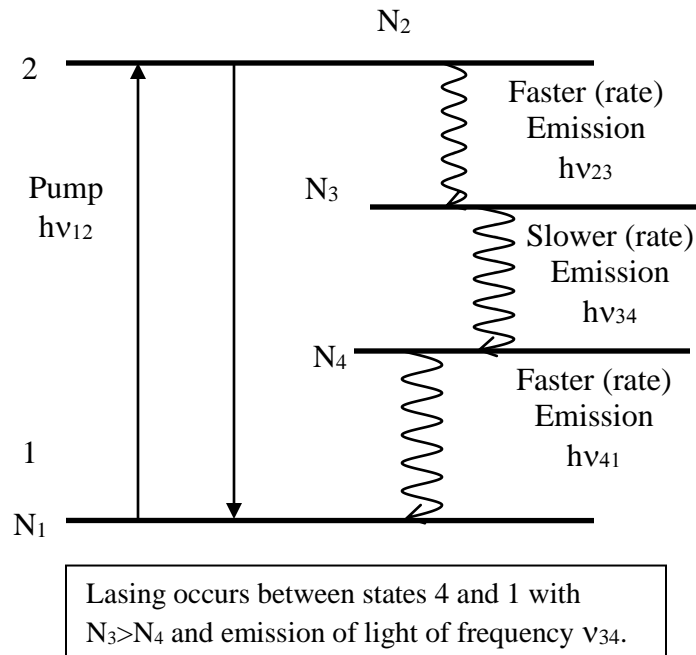 N₂
2
Faster (rate)
Emission
hν₂₃
Pump
hν₁₂
N₃
Slower (rate)
Emission
hν₃₄
N₄
Faster (rate)
Emission
hν₄₁
1
N₁
Lasing occurs between states 4 and 1 with
N₃>N₄ and emission of light of frequency ν₃₄.